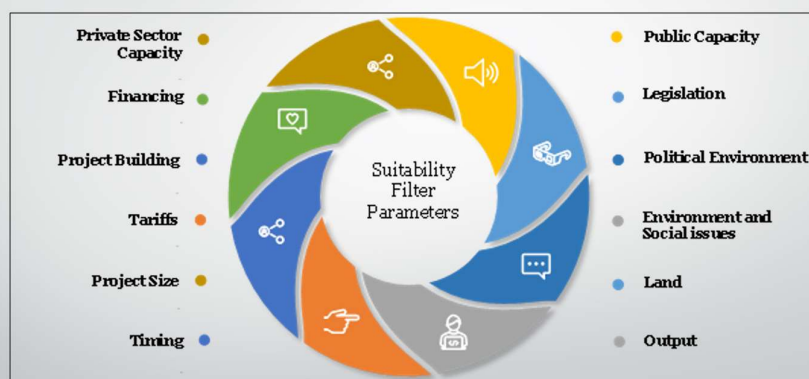 Private Sector
Capacity
Financing
Project Building
Tariffs
Project Size
Timing
Suitability
Filter
Parameters
Public Capacity
Legislation
Political Environment
Environment and
Social issues
Land
Output